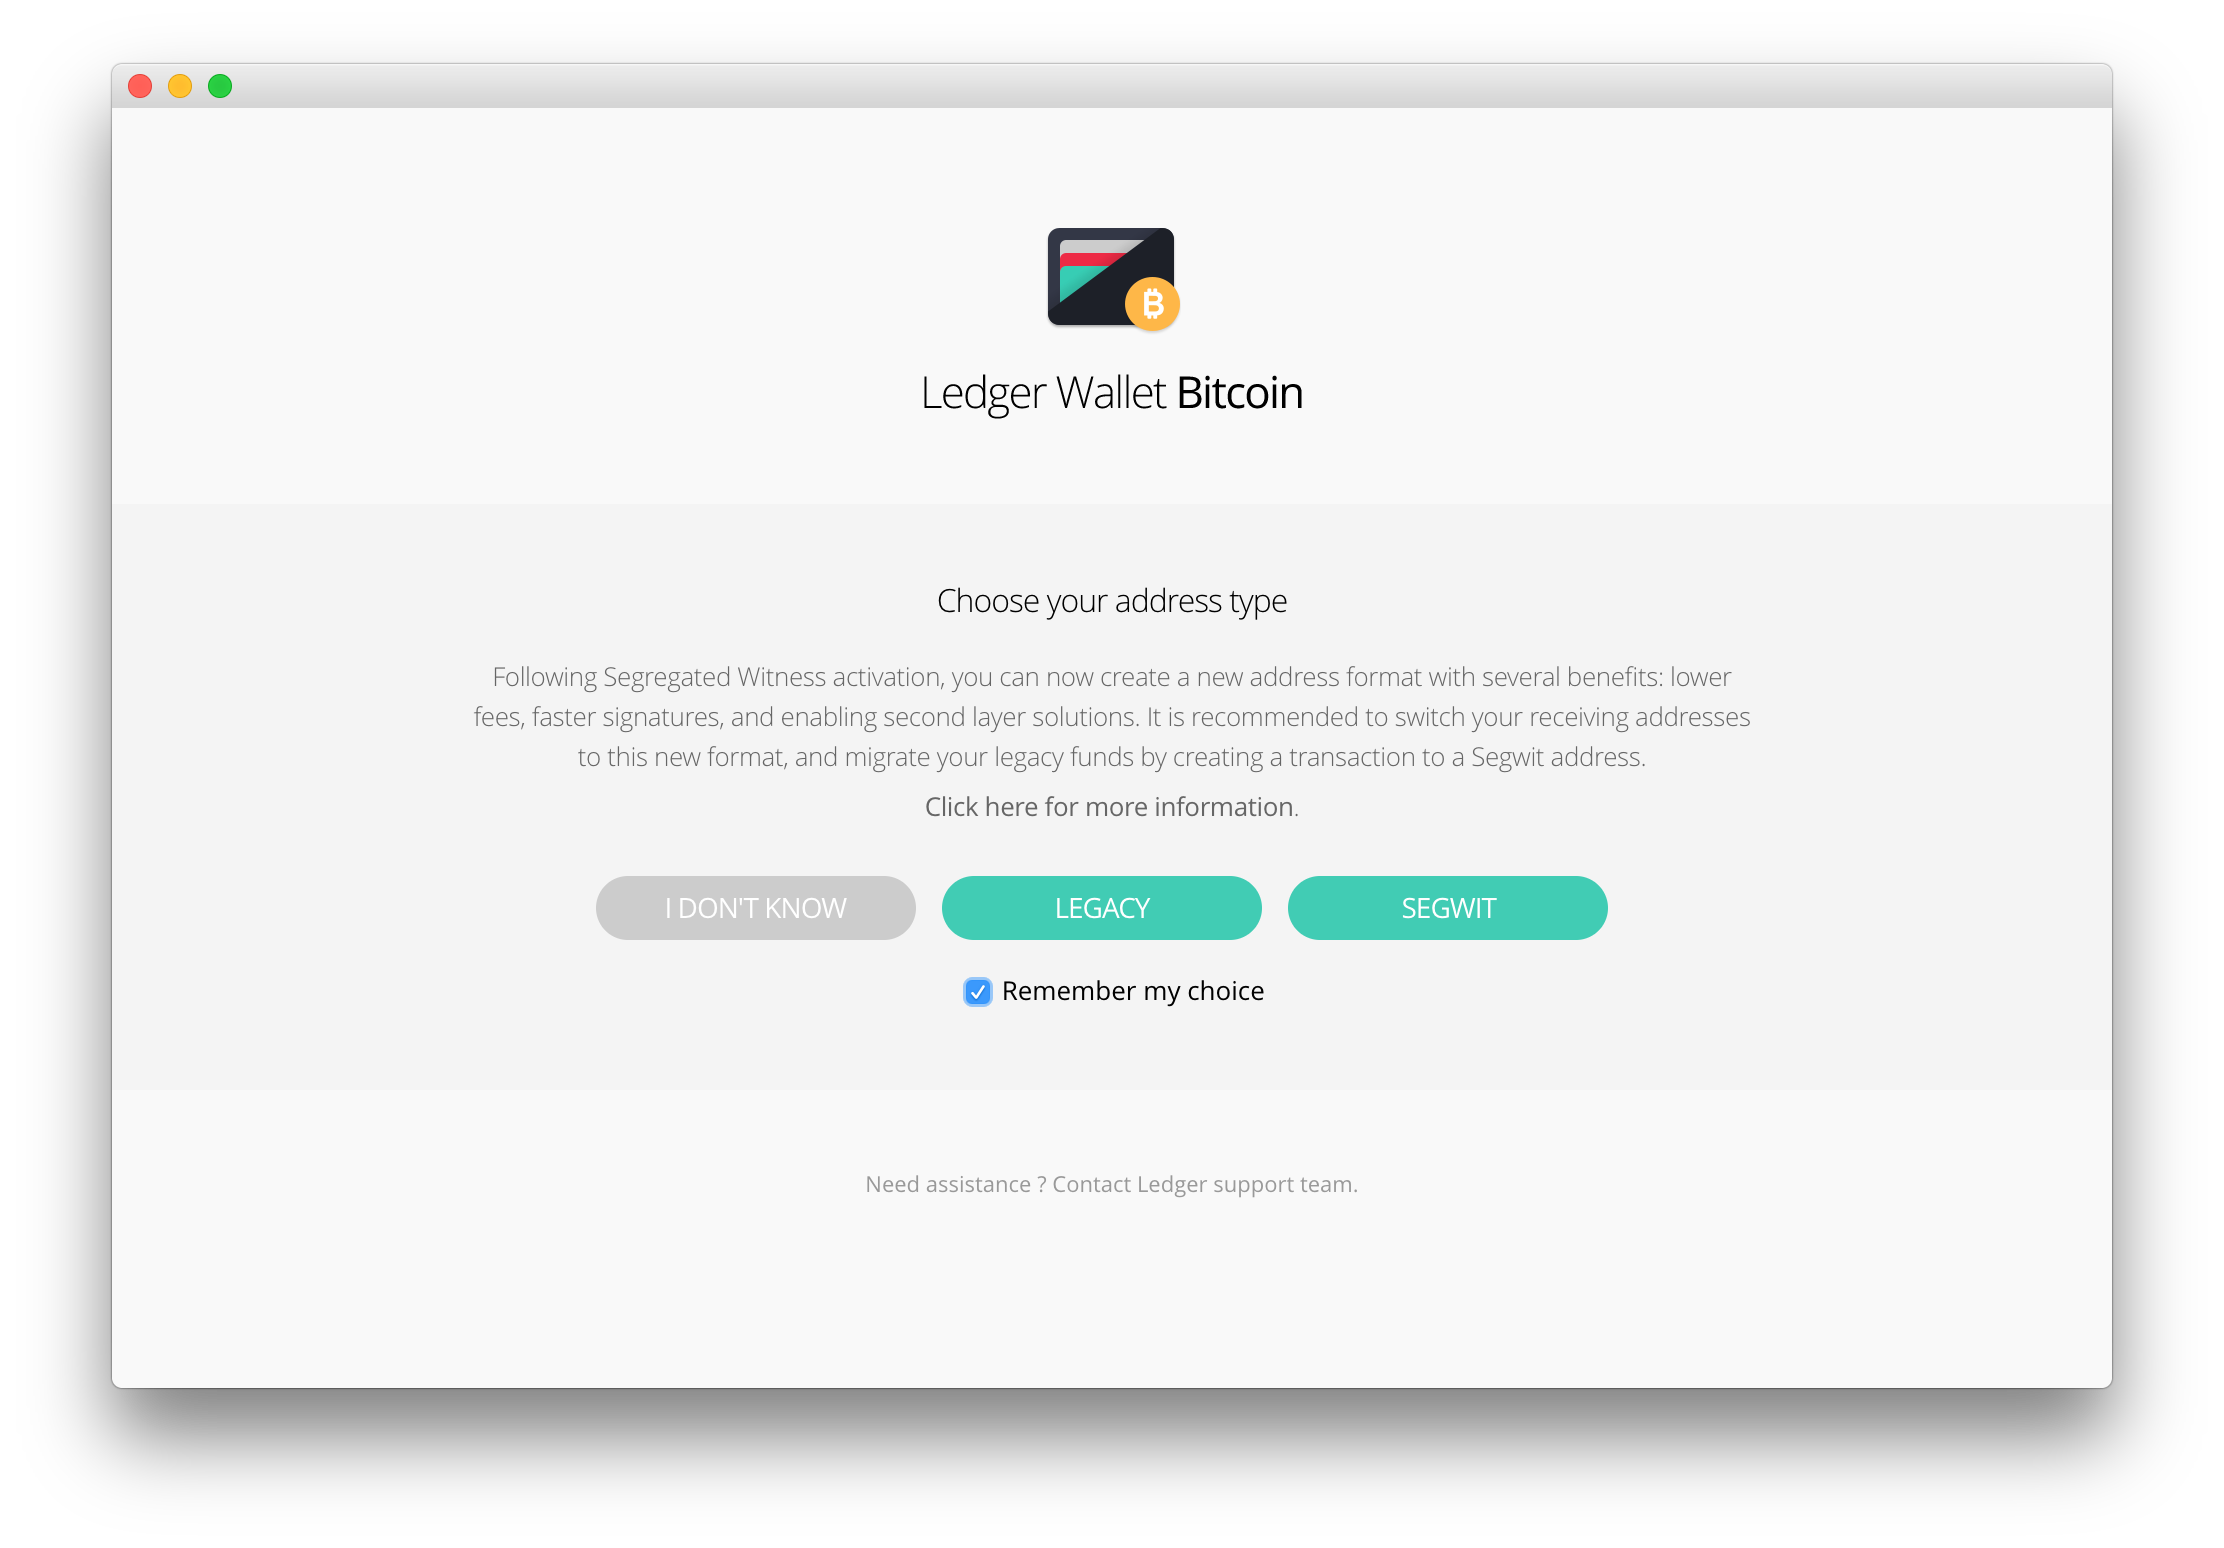 Ledger Wallet Bitcoin
Choose your address type
Following Segregated Witness activation, you can now create a new address format with several benefits: lower
fees, faster signatures, and enabling second layer solutions. It is recommended to switch your receiving addresses
to this new format, and migrate your legacy funds by creating a transaction to a Segwit address.
Click here for more information.
I DON'T KNOW
LEGACY
SEGWIT
Remember my choice
Need assistance ? Contact Ledger support team.